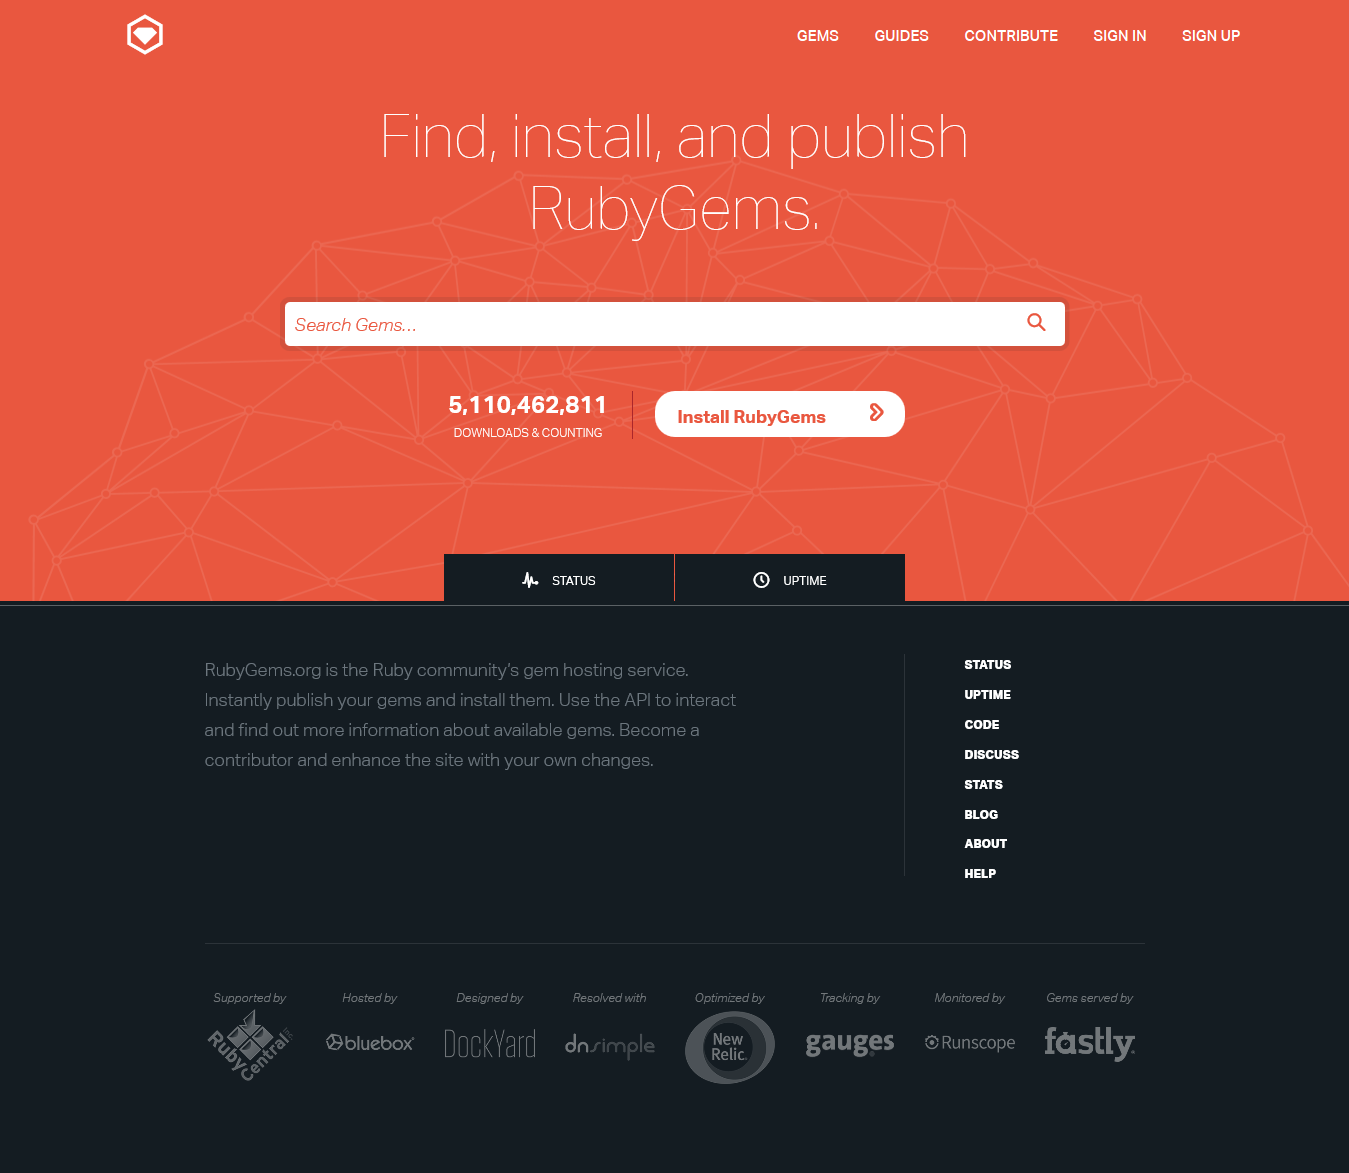 GEMS GUIDES CONTRIBUTE SIGN IN SIGN UP
Find, install, and publish
RubyGems.
Search Gems…
5,110,462,811
DOWNLOADS & COUNTING
Install RubyGems
STATUS UPTIME
RubyGems.org is the Ruby community’s gem hosting service.
Instantly publish your gems and install them. Use the API to interact
and find out more information about available gems. Become a
contributor and enhance the site with your own changes.
STATUS
UPTIME
CODE
DISCUSS
STATS
BLOG
ABOUT
HELP
Supported by Hosted by Designed by Resolved with Optimized by Tracking by Monitored by Gems served by
RubyCentral bluebox DockYard dnsimple New Relic. gauges Runscope fastly